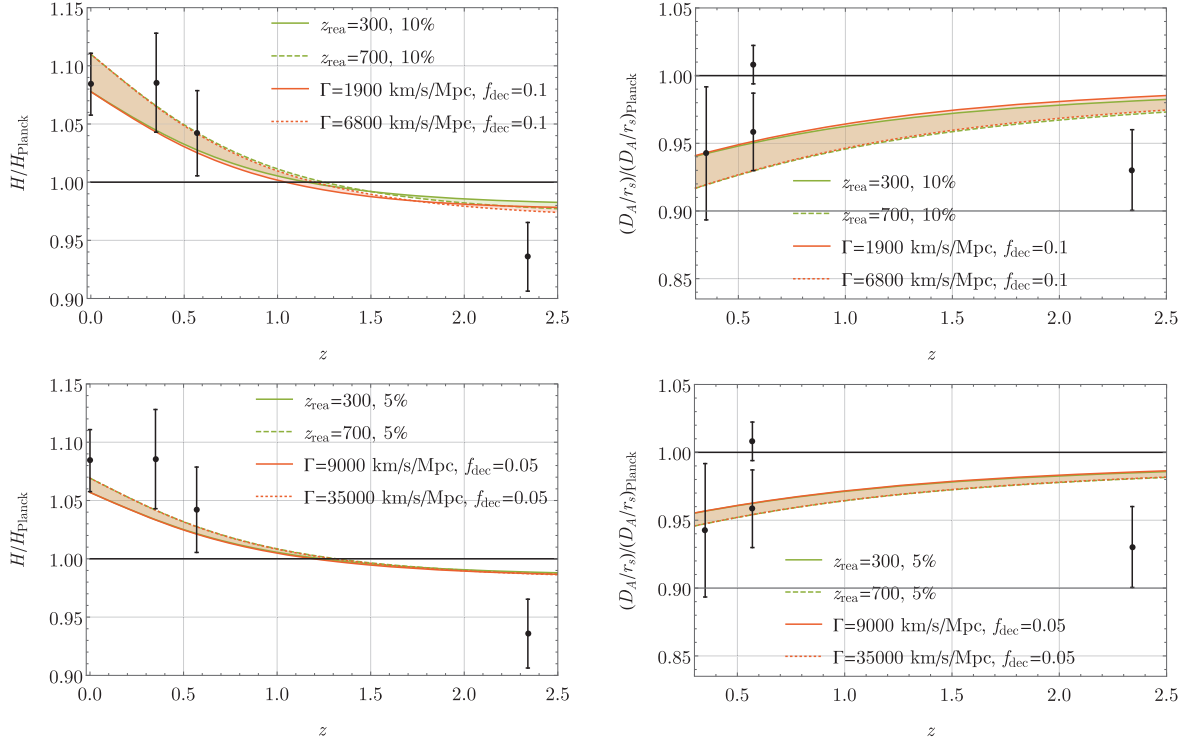 1.15
1.10
1.05
1.00
0.95
0.90
H/H_Planck
z_rea=300, 10%
z_rea=700, 10%
Γ=1900 km/s/Mpc, f_dec=0.1
Γ=6800 km/s/Mpc, f_dec=0.1
0.0 0.5 1.0 1.5 2.0 2.5
z
1.05
1.00
0.95
0.90
0.85
(D_A/r_s)/(D_A/r_s)_Planck
z_rea=300, 10%
z_rea=700, 10%
Γ=1900 km/s/Mpc, f_dec=0.1
Γ=6800 km/s/Mpc, f_dec=0.1
0.5 1.0 1.5 2.0 2.5
z
1.15
1.10
1.05
1.00
0.95
0.90
H/H_Planck
z_rea=300, 5%
z_rea=700, 5%
Γ=9000 km/s/Mpc, f_dec=0.05
Γ=35000 km/s/Mpc, f_dec=0.05
0.0 0.5 1.0 1.5 2.0 2.5
z
1.05
1.00
0.95
0.90
0.85
(D_A/r_s)/(D_A/r_s)_Planck
z_rea=300, 5%
z_rea=700, 5%
Γ=9000 km/s/Mpc, f_dec=0.05
Γ=35000 km/s/Mpc, f_dec=0.05
0.5 1.0 1.5 2.0 2.5
z